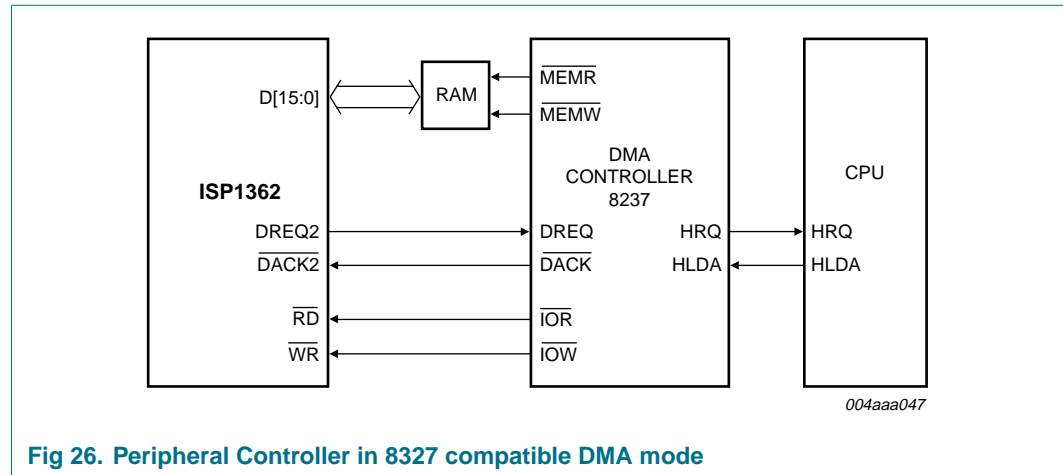 D[15:0]
RAM
MEMR
MEMW
DMA
CONTROLLER
8237
CPU
ISP1362
DREQ2
DREQ
HRQ
HRQ
DACK2
DACK
HLDA
HLDA
RD
IOR
WR
IOW
004aaa047
Fig 26. Peripheral Controller in 8327 compatible DMA mode